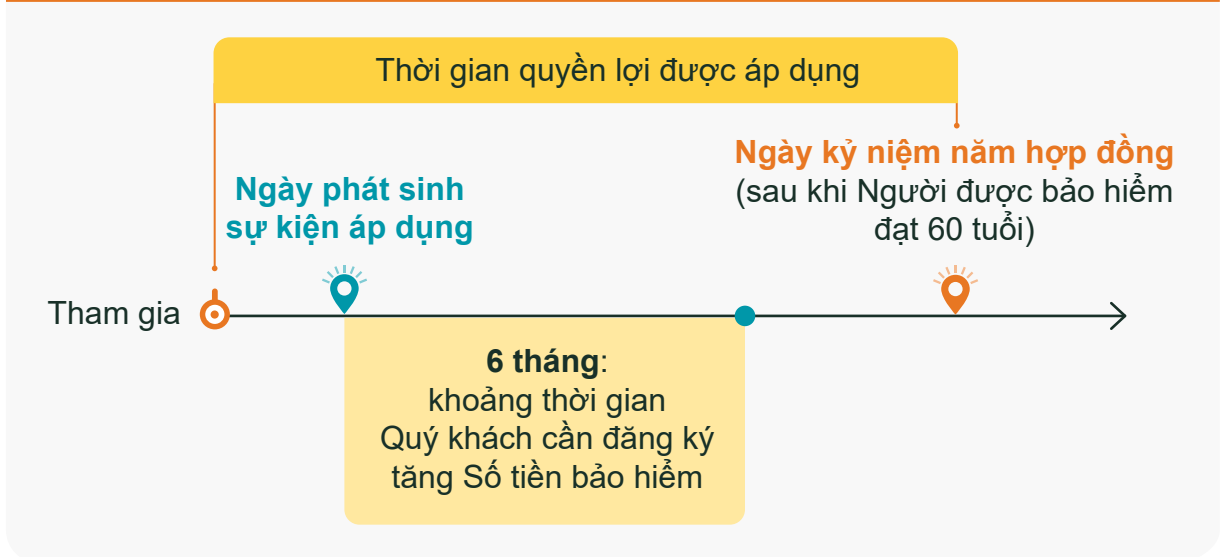 Thời gian quyền lợi được áp dụng
Ngày kỷ niệm năm hợp đồng
(sau khi Người được bảo hiểm
đạt 60 tuổi)
Ngày phát sinh
sự kiện áp dụng
Tham gia
6 tháng:
khoảng thời gian
Quý khách cần đăng ký
tăng Số tiền bảo hiểm